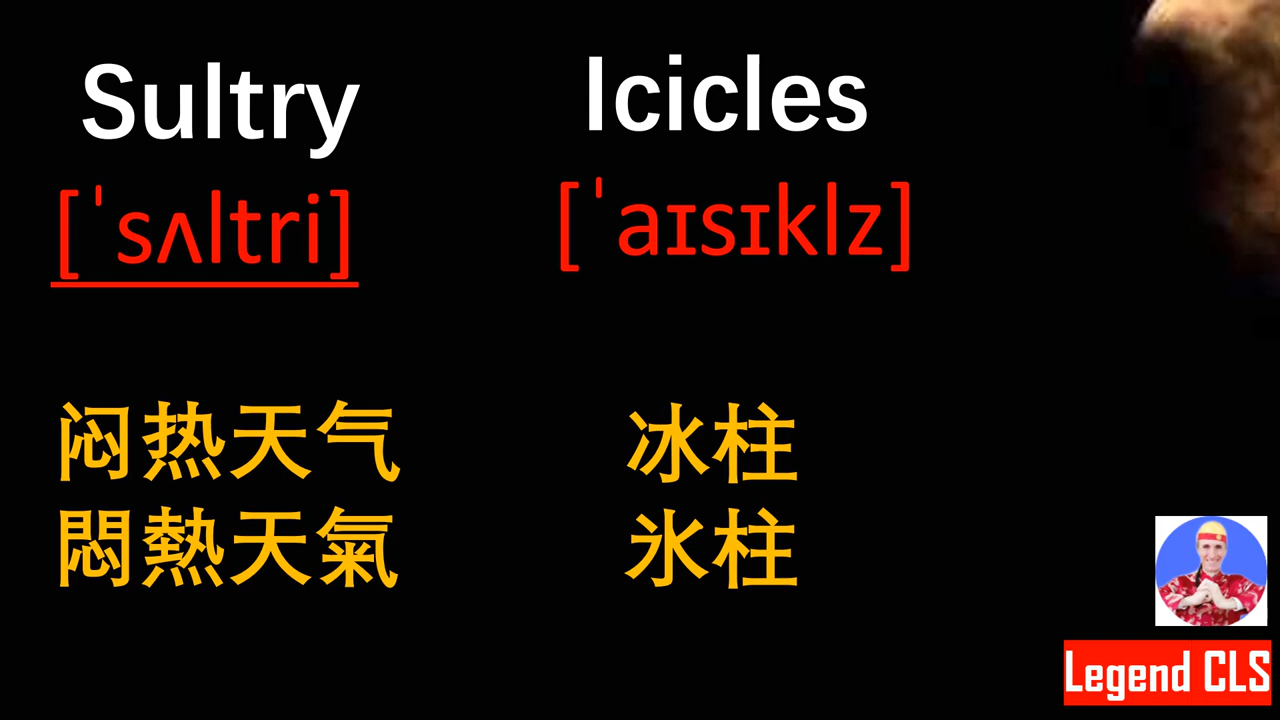 Sultry
[ˈsʌltri]
闷热天气
悶熱天氣
Icicles
[ˈaɪsɪklz]
冰柱
氷柱
Legend CLS